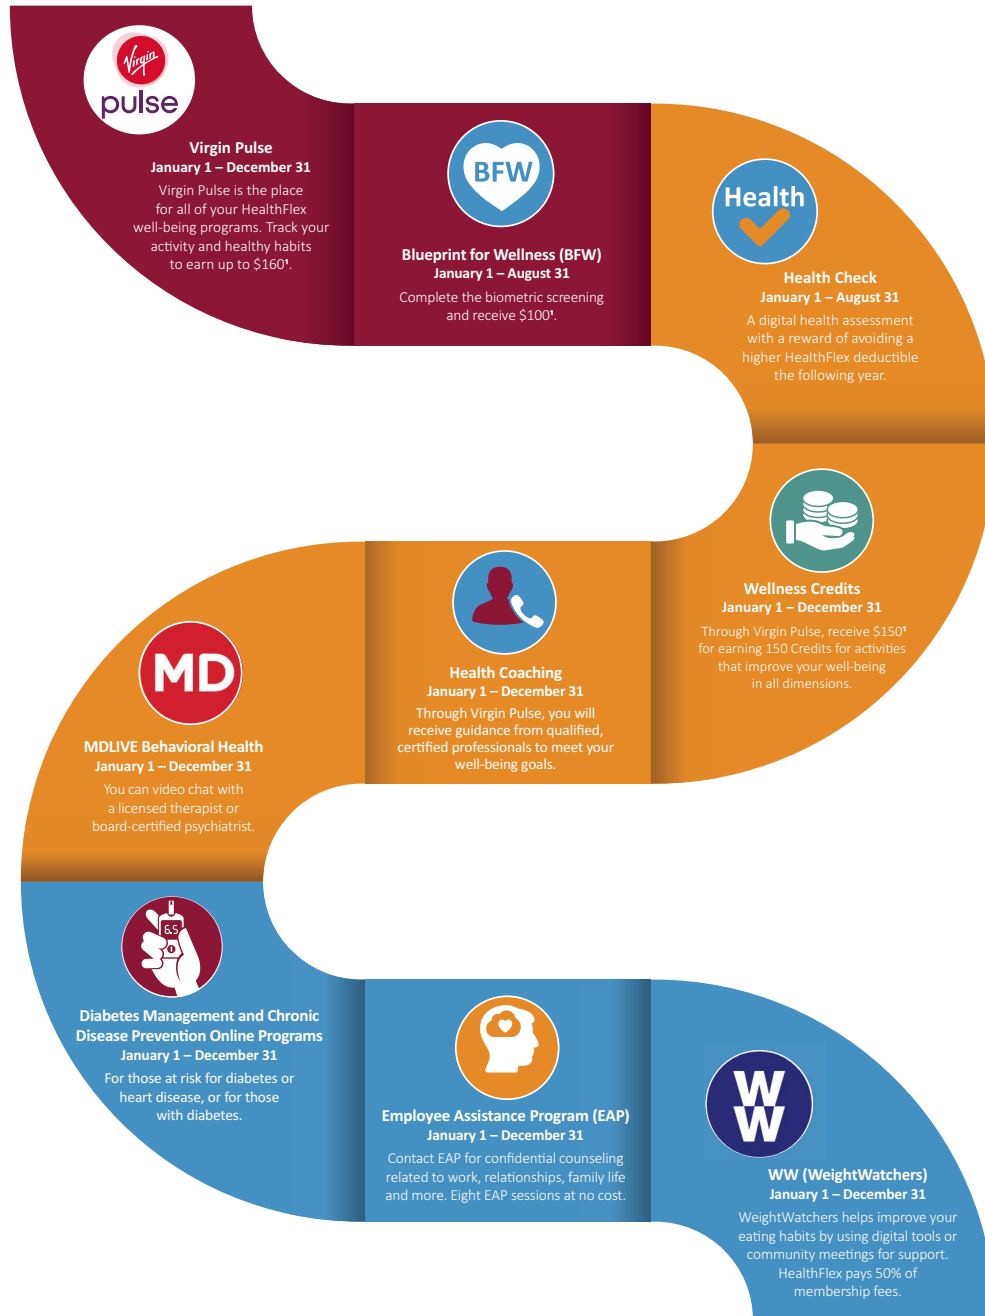 Virgin
pulse
Virgin Pulse
January 1 – December 31
Virgin Pulse is the place
for all of your HealthFlex
well-being programs. Track your
activity and healthy habits
to earn up to $160¹.
BFW
Blueprint for Wellness (BFW)
January 1 – August 31
Complete the biometric screening
and receive $100¹.
Health
Health Check
January 1 – August 31
A digital health assessment
with a reward of avoiding a
higher HealthFlex deductible
the following year.
Wellness Credits
January 1 – December 31
Through Virgin Pulse, receive $150¹
for earning 150 Credits for activities
that improve your well-being
in all dimensions.
Health Coaching
January 1 – December 31
Through Virgin Pulse, you will
receive guidance from qualified,
certified professionals to meet your
well-being goals.
MD
MDLIVE Behavioral Health
January 1 – December 31
You can video chat with
a licensed therapist or
board-certified psychiatrist.
6.5
Diabetes Management and Chronic
Disease Prevention Online Programs
January 1 – December 31
For those at risk for diabetes or
heart disease, or for those
with diabetes.
Employee Assistance Program (EAP)
January 1 – December 31
Contact EAP for confidential counseling
related to work, relationships, family life
and more. Eight EAP sessions at no cost.
W
W
WW (WeightWatchers)
January 1 – December 31
WeightWatchers helps improve your
eating habits by using digital tools or
community meetings for support.
HealthFlex pays 50% of
membership fees.